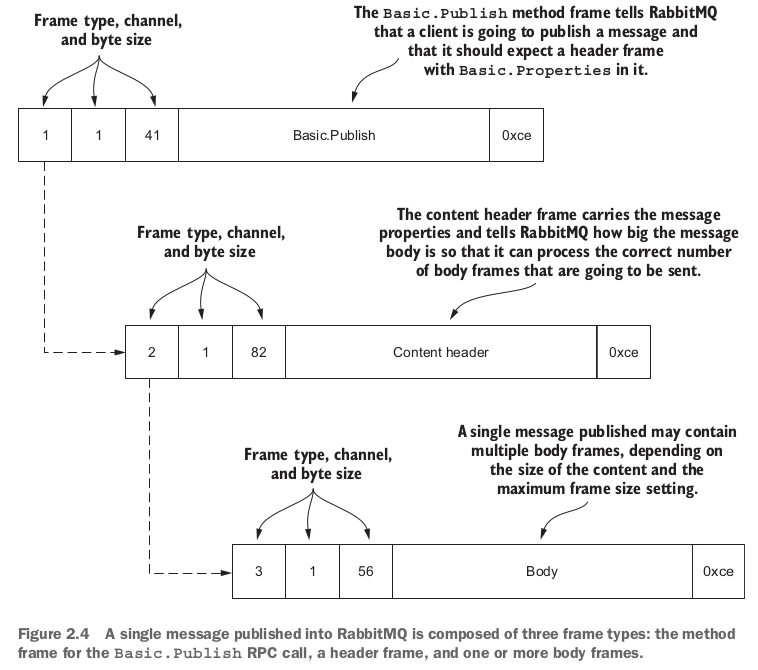 Frame type, channel,
and byte size
The Basic.Publish method frame tells RabbitMQ
that a client is going to publish a message and
that it should expect a header frame
with Basic.Properties in it.
1 1 41 Basic.Publish 0xce
Frame type, channel,
and byte size
The content header frame carries the message
properties and tells RabbitMQ how big the message
body is so that it can process the correct number
of body frames that are going to be sent.
2 1 82 Content header 0xce
Frame type, channel,
and byte size
A single message published may contain
multiple body frames, depending on
the size of the content and the
maximum frame size setting.
3 1 56 Body 0xce
Figure 2.4 A single message published into RabbitMQ is composed of three frame types: the method
frame for the Basic.Publish RPC call, a header frame, and one or more body frames.